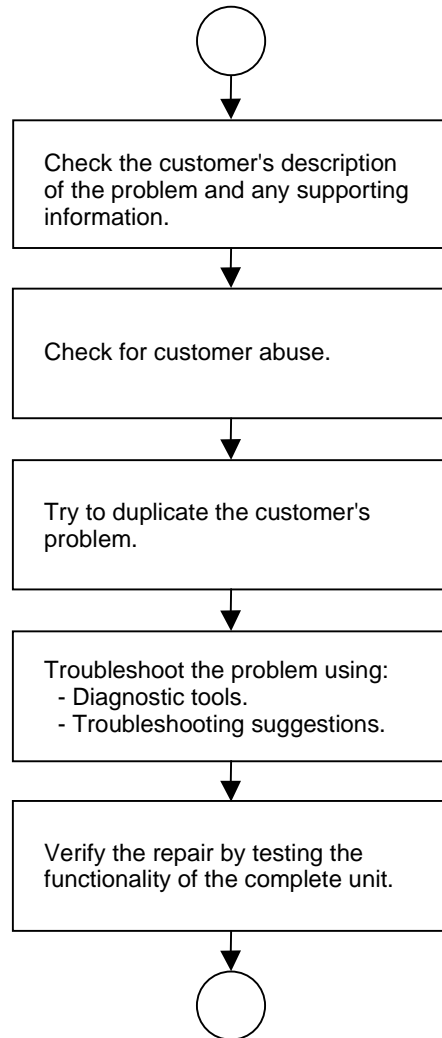 Check the customer's description
of the problem and any supporting
information.
Check for customer abuse.
Try to duplicate the customer's
problem.
Troubleshoot the problem using:
- Diagnostic tools.
- Troubleshooting suggestions.
Verify the repair by testing the
functionality of the complete unit.